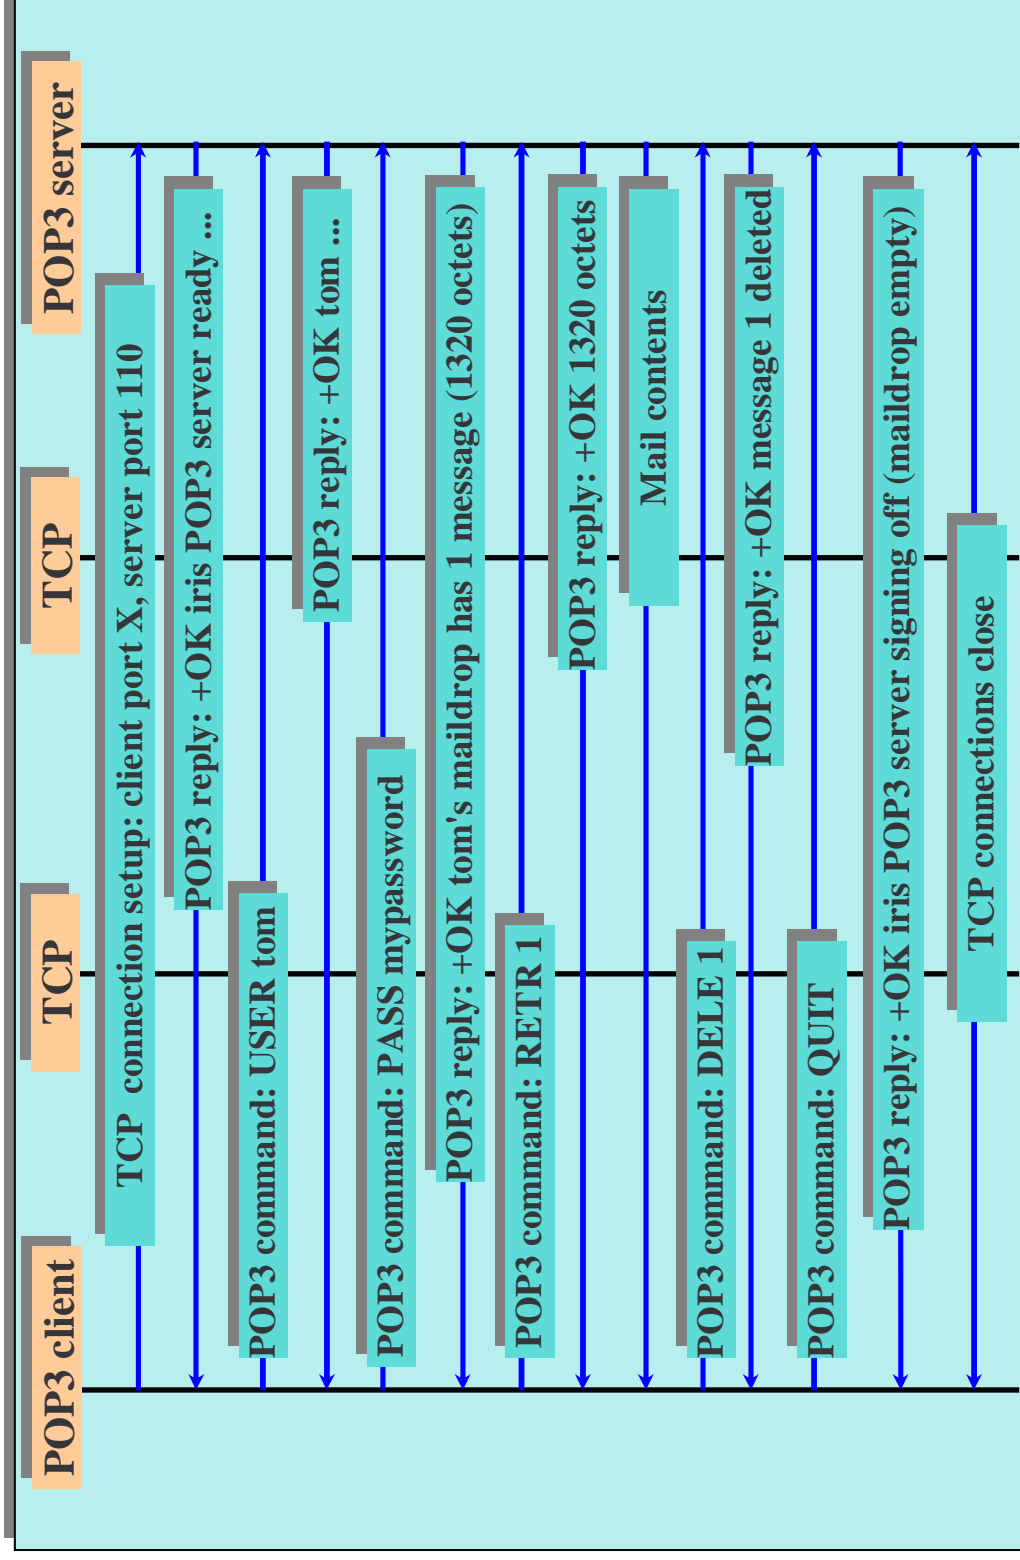 POP3 client
TCP
TCP
POP3 server
TCP connection setup: client port X, server port 110
POP3 reply: +OK iris POP3 server ready ...
POP3 command: USER tom
POP3 reply: +OK tom ...
POP3 command: PASS mypassword
POP3 reply: +OK tom's maildrop has 1 message (1320 octets)
POP3 command: RETR 1
POP3 reply: +OK 1320 octets
Mail contents
POP3 command: DELE 1
POP3 reply: +OK message 1 deleted
POP3 command: QUIT
POP3 reply: +OK iris POP3 server signing off (maildrop empty)
TCP connections close